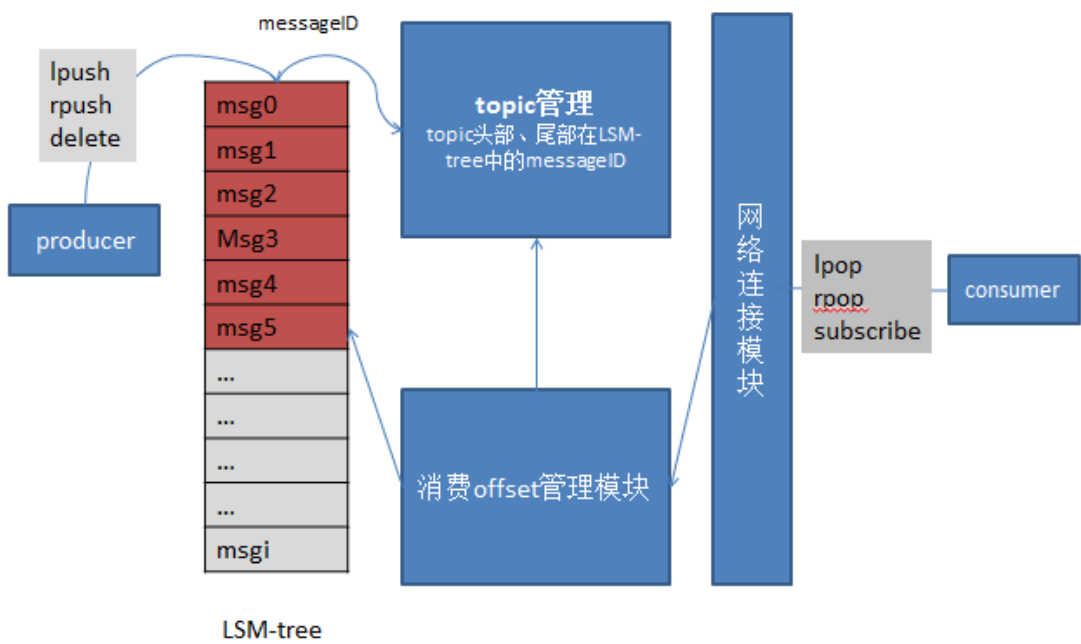 messageID
lpush
rpush
delete
producer
msg0
msg1
msg2
Msg3
msg4
msg5
...
...
...
...
msgi
LSM-tree
topic管理
topic头部、尾部在LSM-
tree中的messageID
消费offset管理模块
网
络
连
接
模
块
lpop
rpop
subscribe
consumer